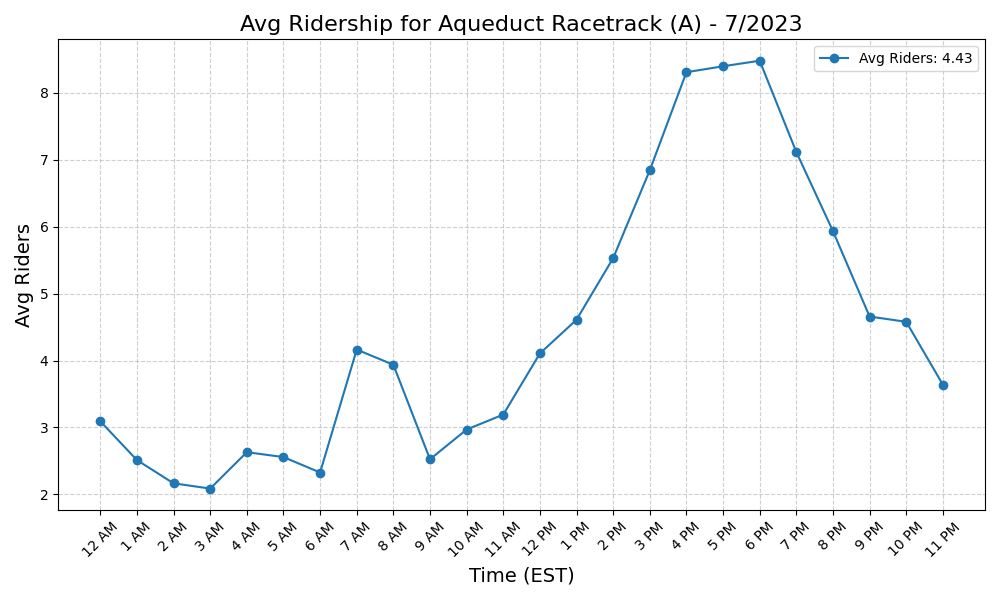 Avg Ridership for Aqueduct Racetrack (A) - 7/2023
Avg Riders: 4.43
Avg Riders
8
7
6
5
4
3
2
12 AM
1 AM
2 AM
3 AM
4 AM
5 AM
6 AM
7 AM
8 AM
9 AM
10 AM
11 AM
12 PM
1 PM
2 PM
3 PM
4 PM
5 PM
6 PM
7 PM
8 PM
9 PM
10 PM
11 PM
Time (EST)